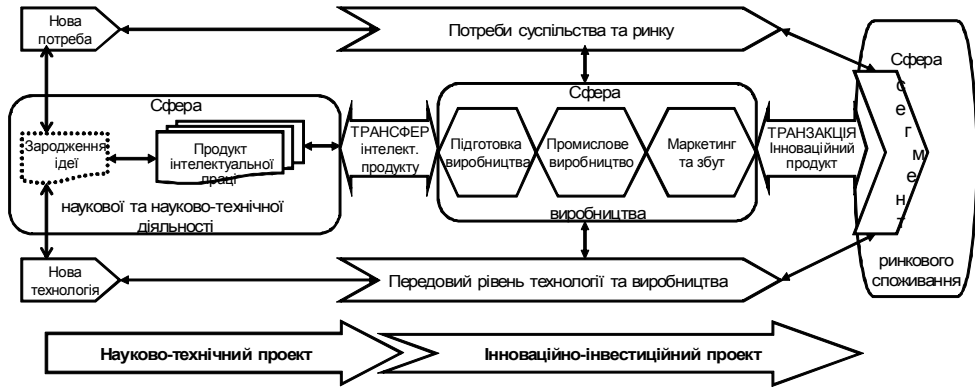 Нова
потреба
Потреби суспільства та ринку
Сфера
Зародження
ідеї
Продукт
інтелектуальної
праці
наукової та науково-технічної
діяльності
ТРАНСФЕР
інтелект.
продукту
Сфера
Підготовка
виробництва
Промислове
виробництво
Маркетинг
та збут
виробництва
ТРАНЗАКЦІЯ
Інноваційний
продукт
Сфера
сегмент
ринкового
споживання
Нова
технологія
Передовий рівень технології та виробництва
Науково-технічний проект
Інноваційно-інвестиційний проект